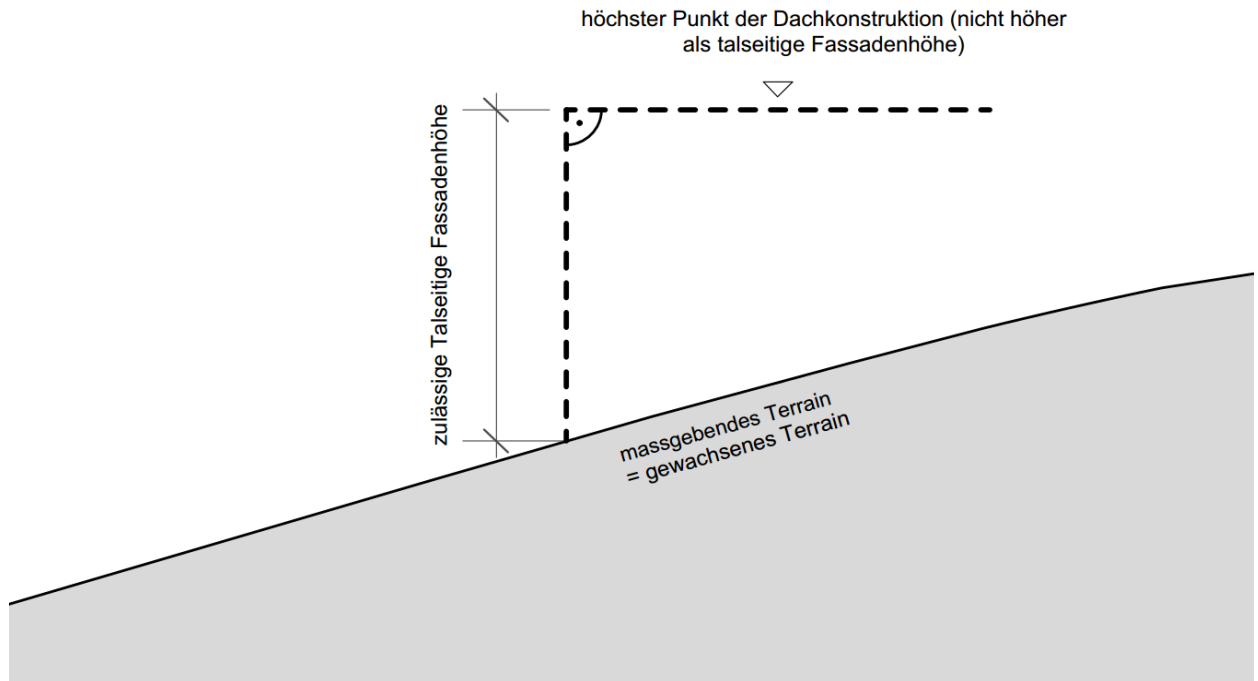 höchster Punkt der Dachkonstruktion (nicht höher
als talseitige Fassadenhöhe)
zulässige Talseitige Fassadenhöhe
massgebendes Terrain
= gewachsenes Terrain